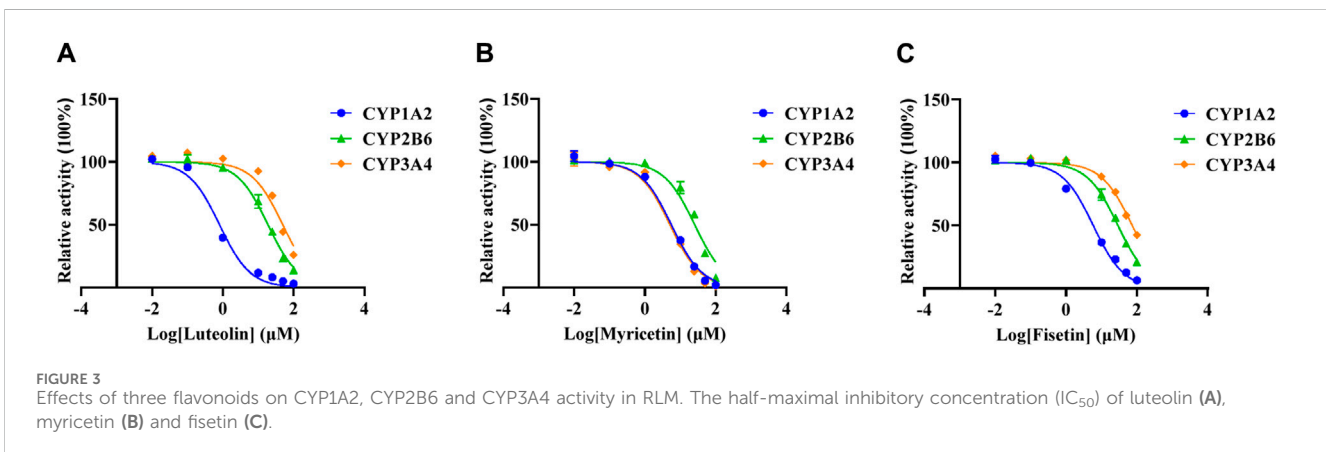 A
B
C
150
100
50
Relative activity (100%)
CYP1A2
CYP2B6
CYP3A4
-4 -2 0 2 4
Log[Luteolin] (μM)
150
100
50
Relative activity (100%)
CYP1A2
CYP2B6
CYP3A4
-4 -2 0 2 4
Log[Myricetin] (μM)
150
100
50
Relative activity (100%)
CYP1A2
CYP2B6
CYP3A4
-4 -2 0 2 4
Log[Fisetin] (μM)
FIGURE 3
Effects of three flavonoids on CYP1A2, CYP2B6 and CYP3A4 activity in RLM. The half-maximal inhibitory concentration (IC50) of luteolin (A),
myricetin (B) and fisetin (C).